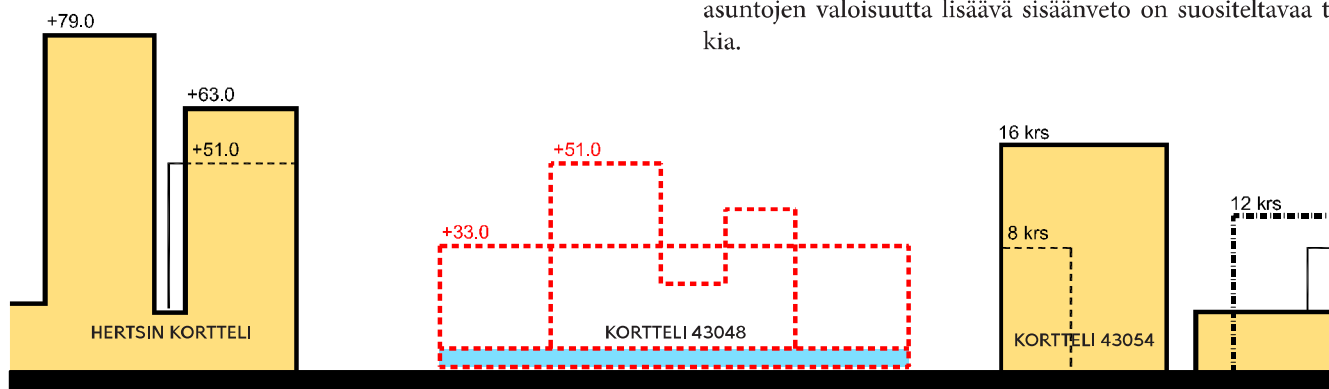 asuntojen valoisuutta lisäävä sisäänveto on suositeltavaa t
kia.
+79.0
+63.0
+51.0
HERTSIN KORTTELI
+51.0
+33.0
KORTTELI 43048
16 krs
8 krs
KORTTELI 43054
12 krs